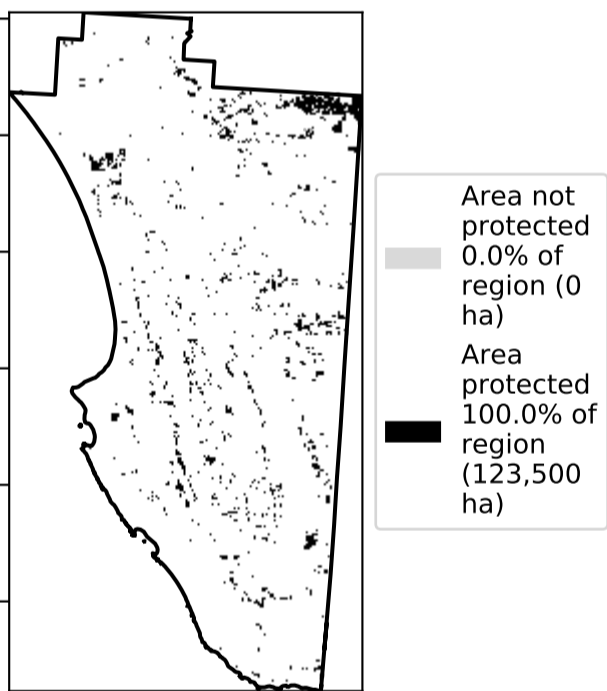 Area not
protected
0.0% of
region (0
ha)
Area
protected
100.0% of
region
(123,500
ha)